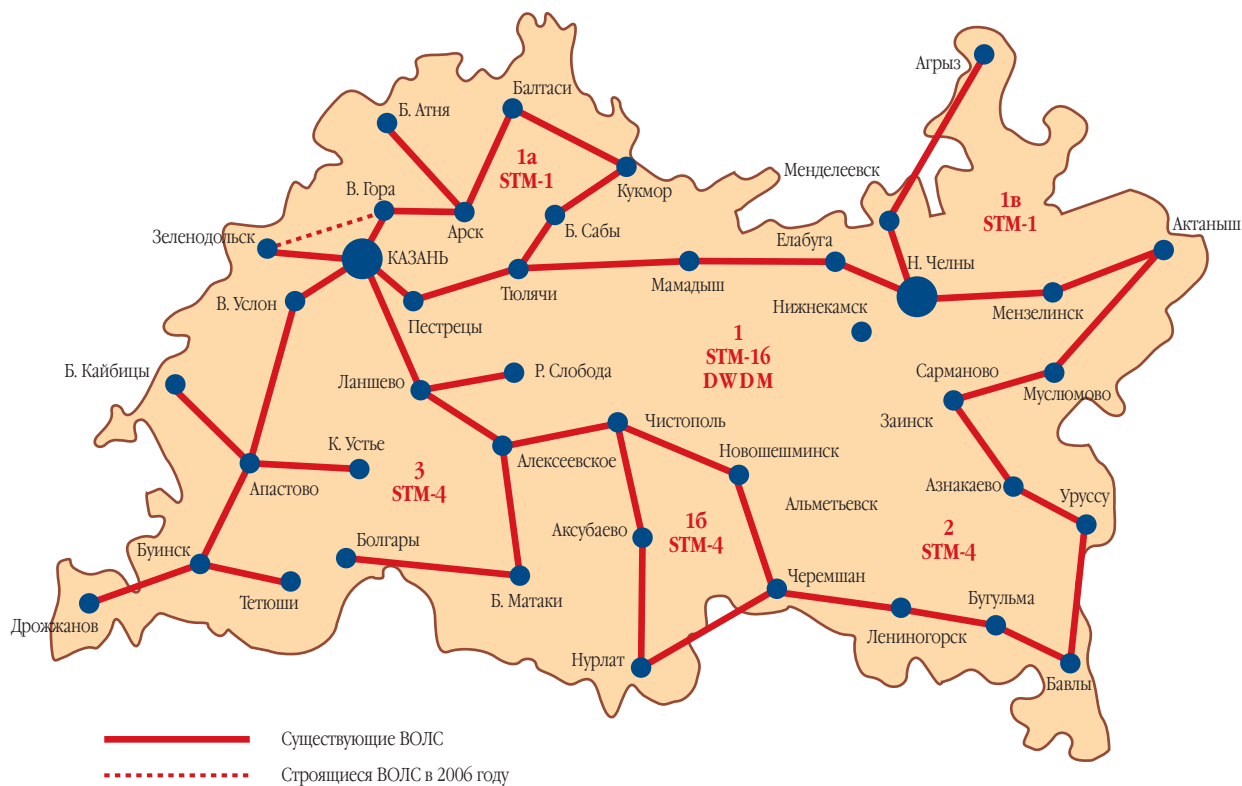 Агрыз
Балтаси
Б. Атня
1а
STM-1
Менделеевск
Кукмор
В. Гора
1в
STM-1
Арск
Б. Сабы
Актаныш
Зеленодольск
Елабуга
КАЗАНЬ
Н. Челны
Тюлячи
Мамадыш
В. Услон
Нижнекамск
Мензелинск
Пестрецы
1
STM-16
DWDM
Б. Кайбицы
Р. Слобода
Сарманово
Лаишево
Муслюмово
Заинск
Чистополь
К. Устье
Новошешминск
Алексеевское
3
STM-4
Апастово
Азнакаево
Уруссу
Альметьевск
Аксубаево
1б
STM-4
2
STM-4
Болгары
Буинск
Черемшан
Тетюши
Б. Матаки
Бугульма
Дрожжанов
Лениногорск
Нурлат
Бавлы
Существующие ВОЛС
Строящиеся ВОЛС в 2006 году